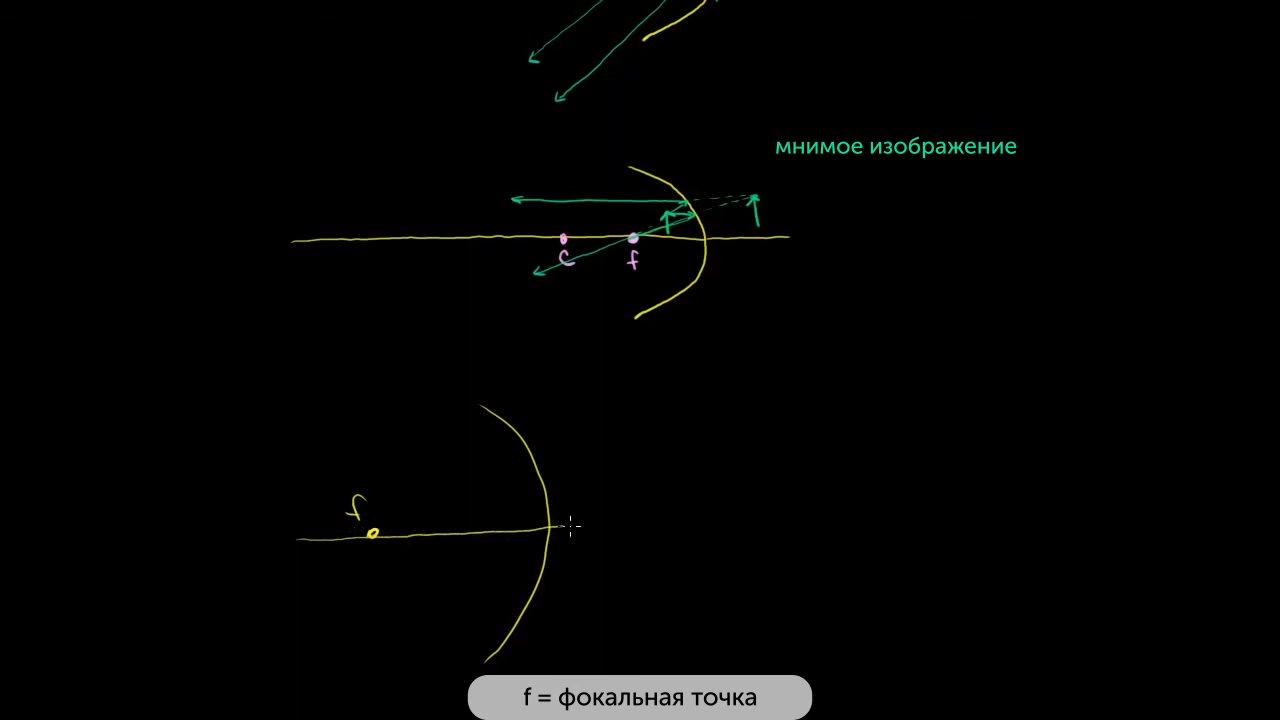 мнимое изображение
c
f
f
f = фокальная точка